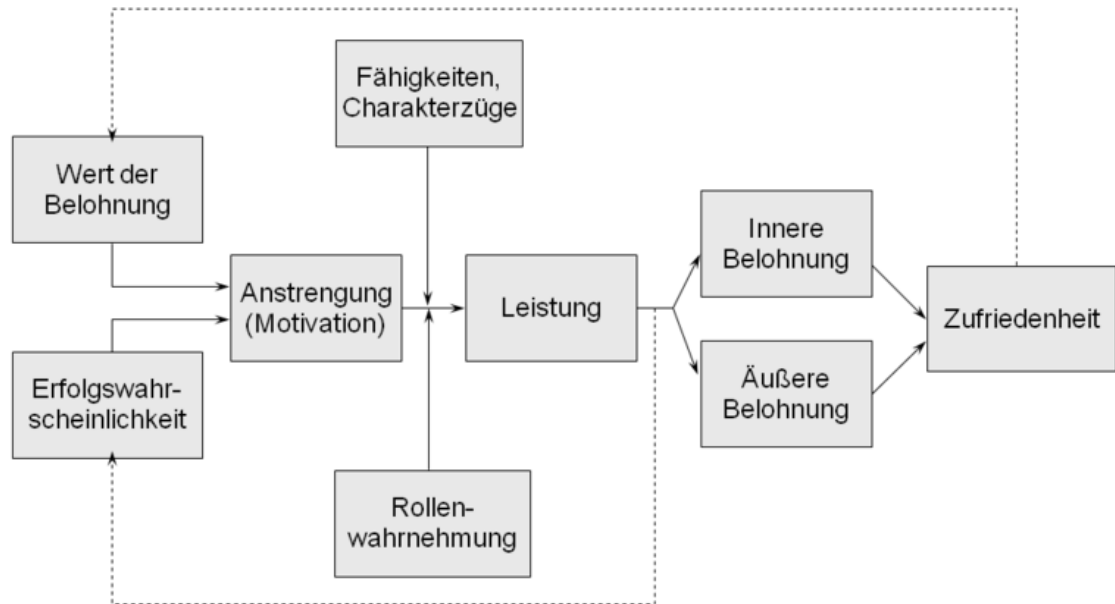 Fähigkeiten,
Charakterzüge
Wert der
Belohnung
Innere
Belohnung
Anstrengung
(Motivation)
Leistung
Zufriedenheit
Erfolgswahr-
scheinlichkeit
Äußere
Belohnung
Rollen-
wahrnehmung